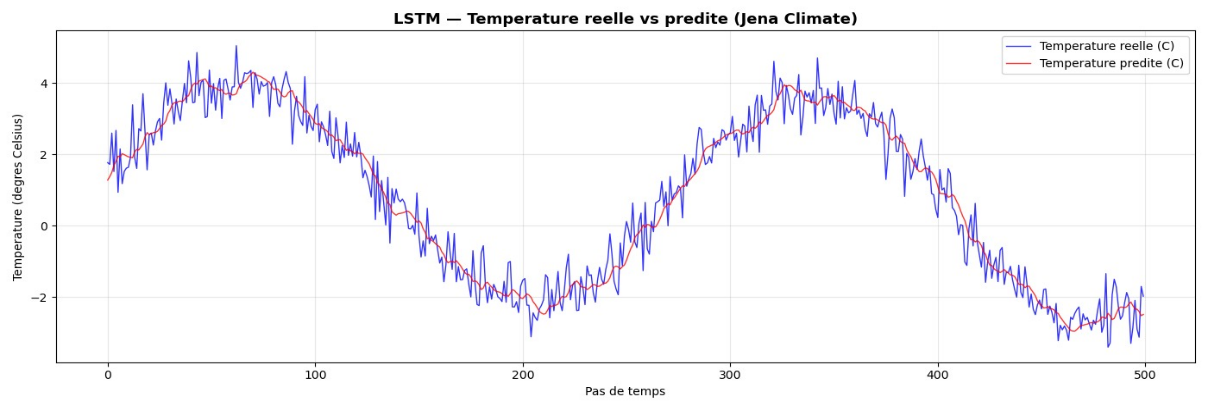 LSTM — Temperature reelle vs predite (Jena Climate)
Temperature reelle (C)
Temperature predite (C)
Temperature (degres Celsius)
4
2
0
−2
0 100 200 300 400 500
Pas de temps